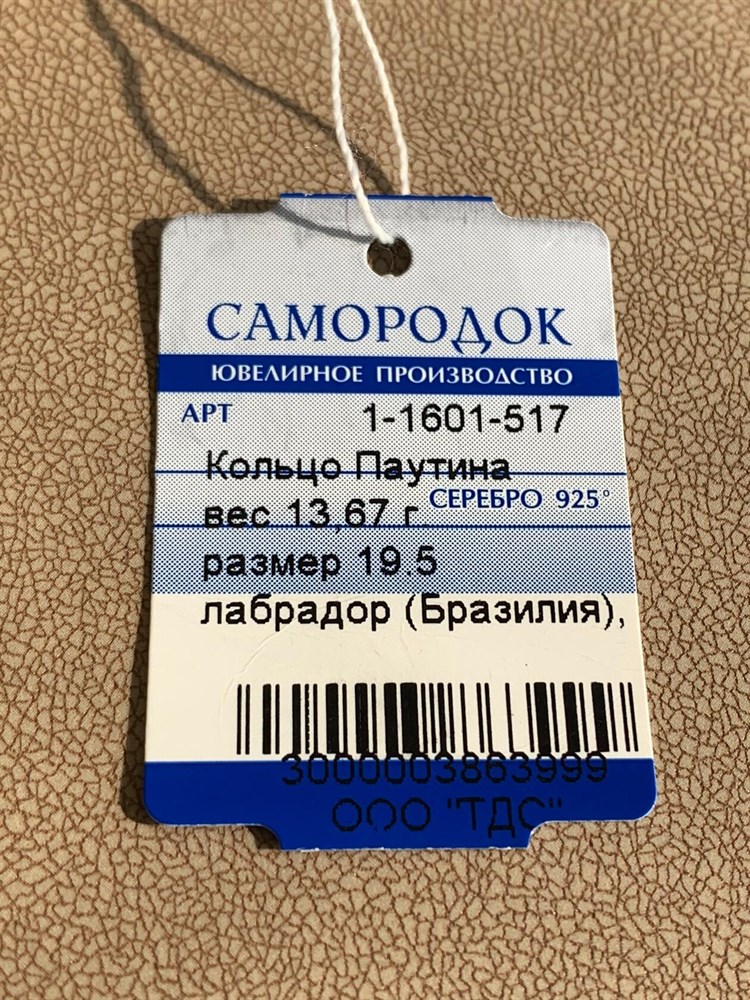 САМОРОДОК
ЮВЕЛИРНОЕ ПРОИЗВОДСТВО
АРТ 1-1601-517
Кольцо Паутина
вес 13,67 г. СЕРЕБРО 925°
размер 19.5
лабрадор (Бразилия),
3000003863999
ООО "ТДС"